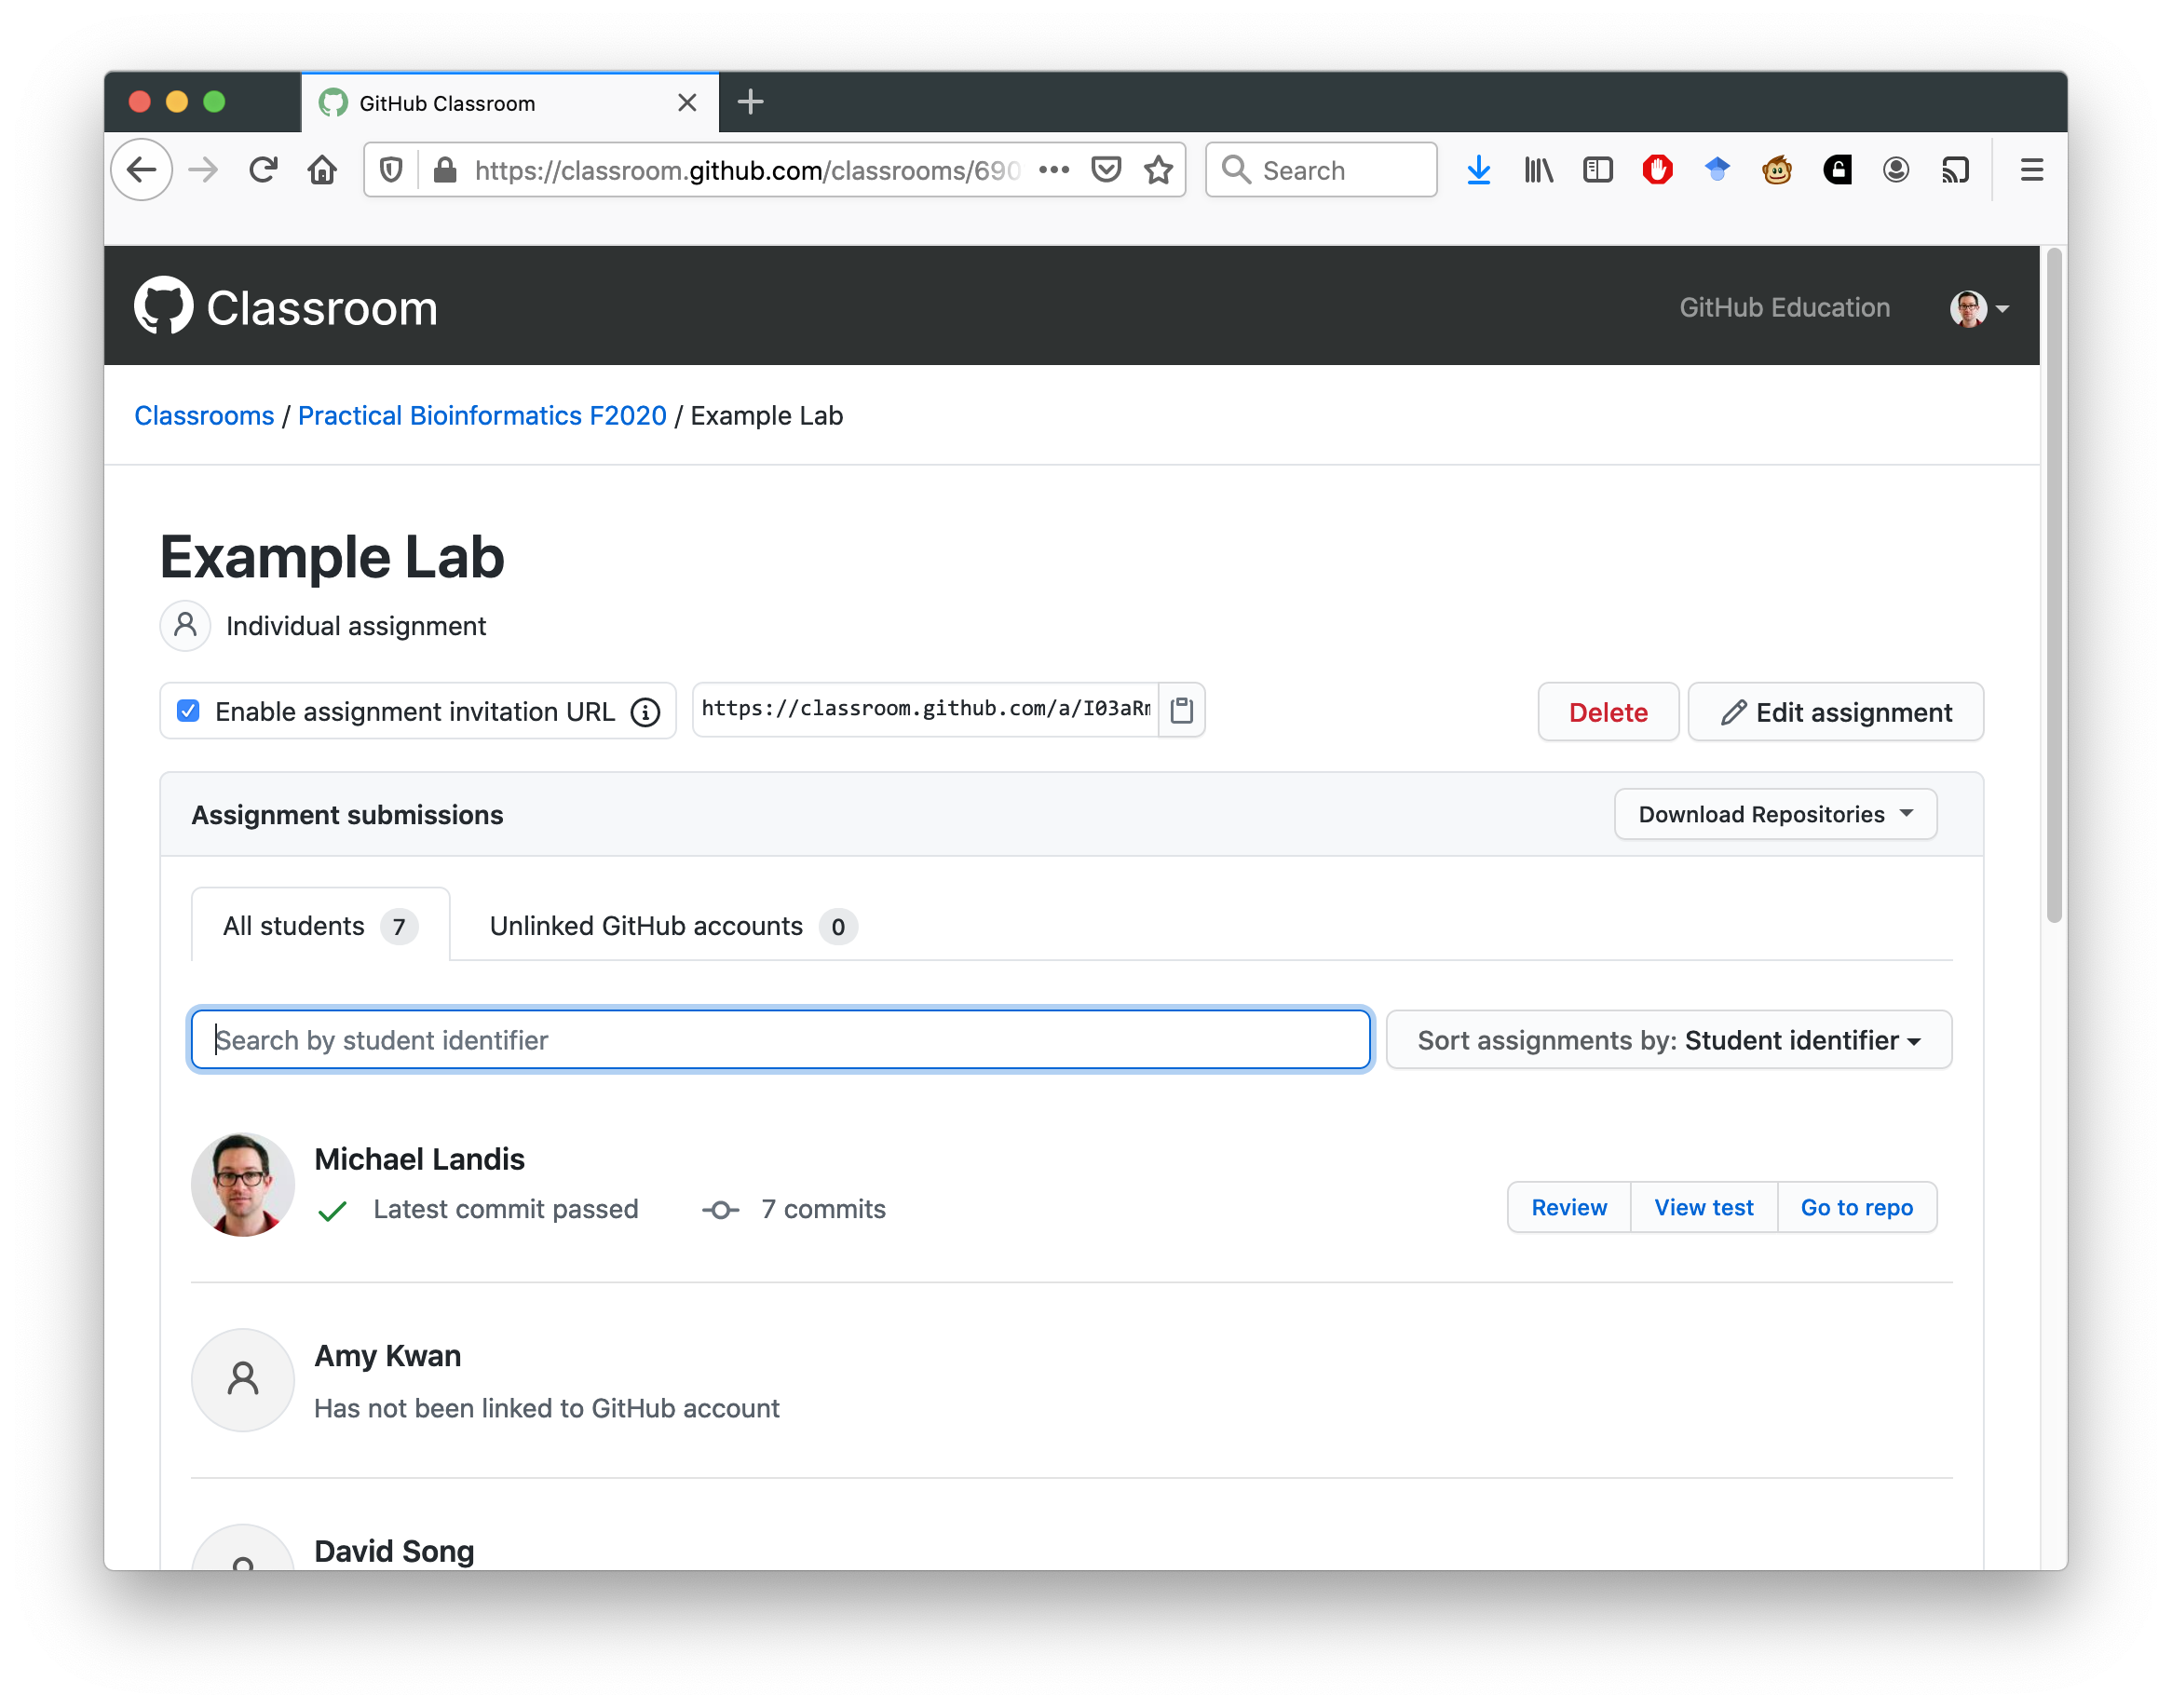 GitHub Classroom
https://classroom.github.com/classrooms/690
Search
Classroom
GitHub Education
Classrooms / Practical Bioinformatics F2020 / Example Lab
Example Lab
Individual assignment
Enable assignment invitation URL
https://classroom.github.com/a/I03aRm
Delete
Edit assignment
Assignment submissions
Download Repositories
All students 7
Unlinked GitHub accounts 0
Search by student identifier
Sort assignments by: Student identifier
Michael Landis
Latest commit passed
7 commits
Review
View test
Go to repo
Amy Kwan
Has not been linked to GitHub account
David Song